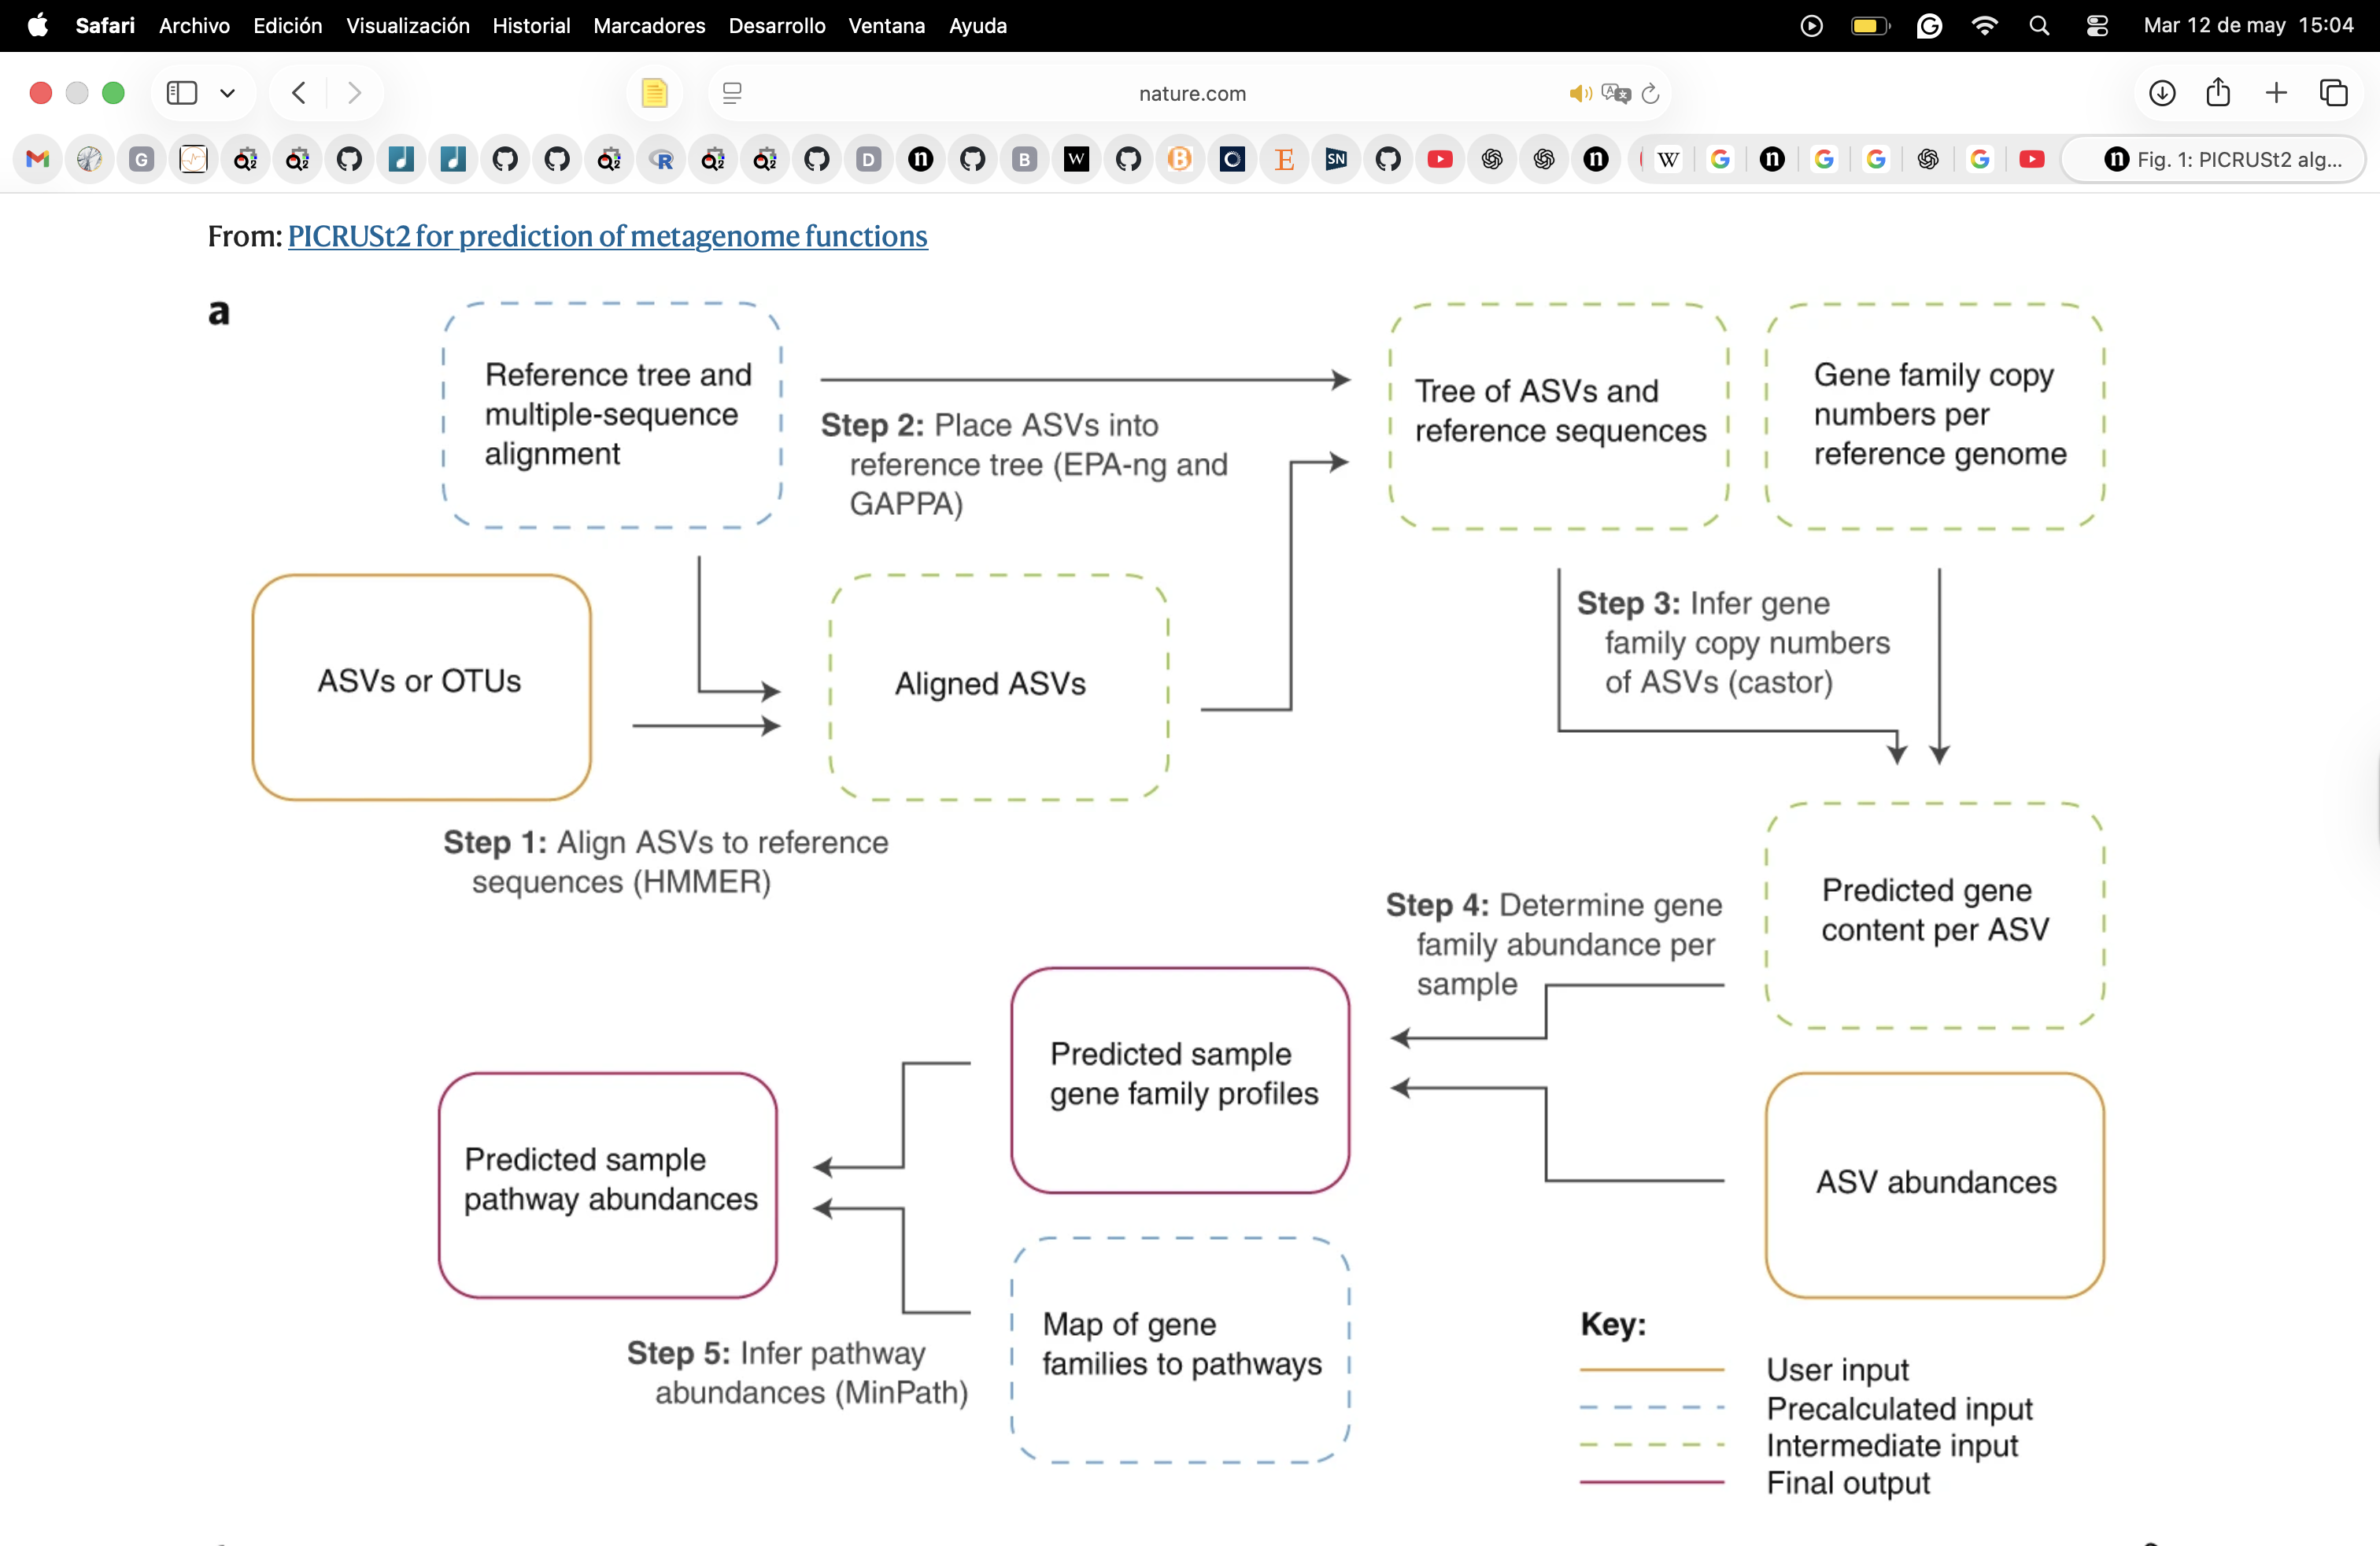 Safari Archivo Edición Visualización Historial Marcadores Desarrollo Ventana Ayuda
Mar 12 de may 15:04
nature.com
Fig. 1: PICRUSt2 alg...
From: PICRUSt2 for prediction of metagenome functions
a
Reference tree and
multiple-sequence
alignment
Step 2: Place ASVs into
reference tree (EPA-ng and
GAPPA)
Tree of ASVs and
reference sequences
Gene family copy
numbers per
reference genome
ASVs or OTUs
Aligned ASVs
Step 3: Infer gene
family copy numbers
of ASVs (castor)
Step 1: Align ASVs to reference
sequences (HMMER)
Predicted gene
content per ASV
Step 4: Determine gene
family abundance per
sample
Predicted sample
gene family profiles
Predicted sample
pathway abundances
ASV abundances
Step 5: Infer pathway
abundances (MinPath)
Map of gene
families to pathways
Key:
User input
Precalculated input
Intermediate input
Final output